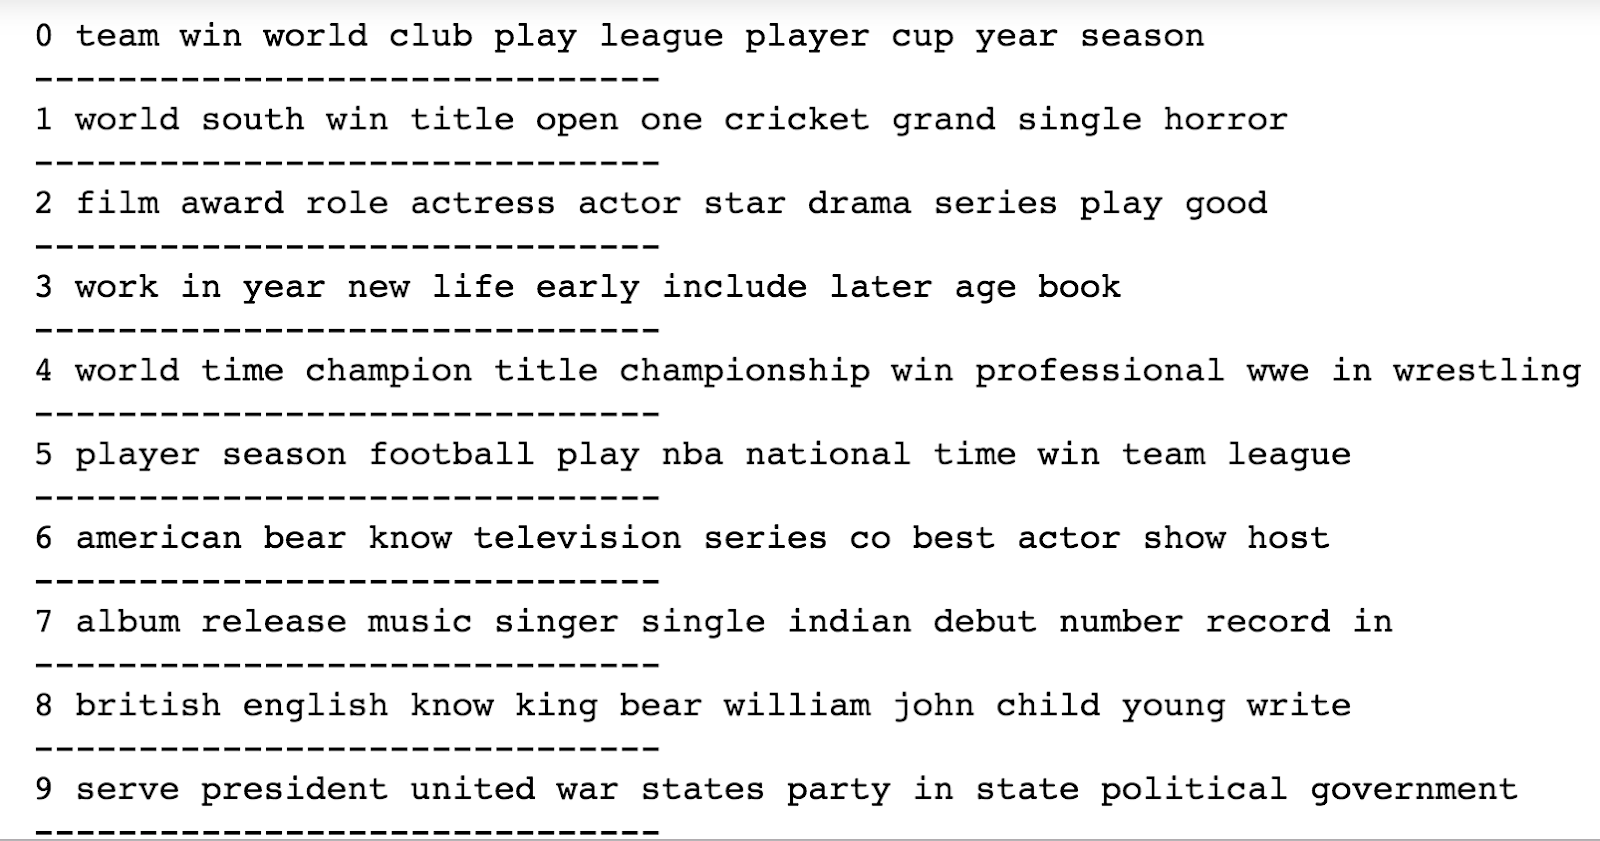 0 team win world club play league player cup year season
------------------------------
1 world south win title open one cricket grand single horror
------------------------------
2 film award role actress actor star drama series play good
------------------------------
3 work in year new life early include later age book
------------------------------
4 world time champion title championship win professional wwe in wrestling
------------------------------
5 player season football play nba national time win team league
------------------------------
6 american bear know television series co best actor show host
------------------------------
7 album release music singer single indian debut number record in
------------------------------
8 british english know king bear william john child young write
------------------------------
9 serve president united war states party in state political government
------------------------------